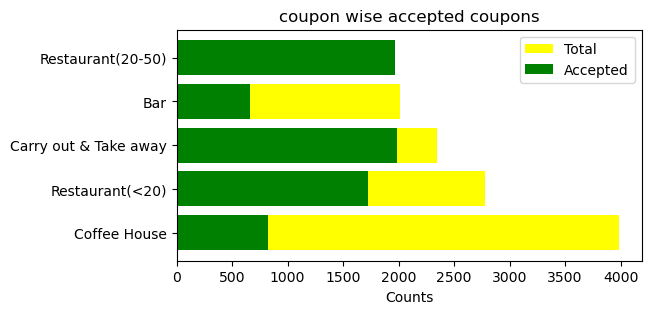 coupon wise accepted coupons
Total
Accepted
Restaurant(20-50)
Bar
Carry out & Take away
Restaurant(<20)
Coffee House
0 500 1000 1500 2000 2500 3000 3500 4000
Counts